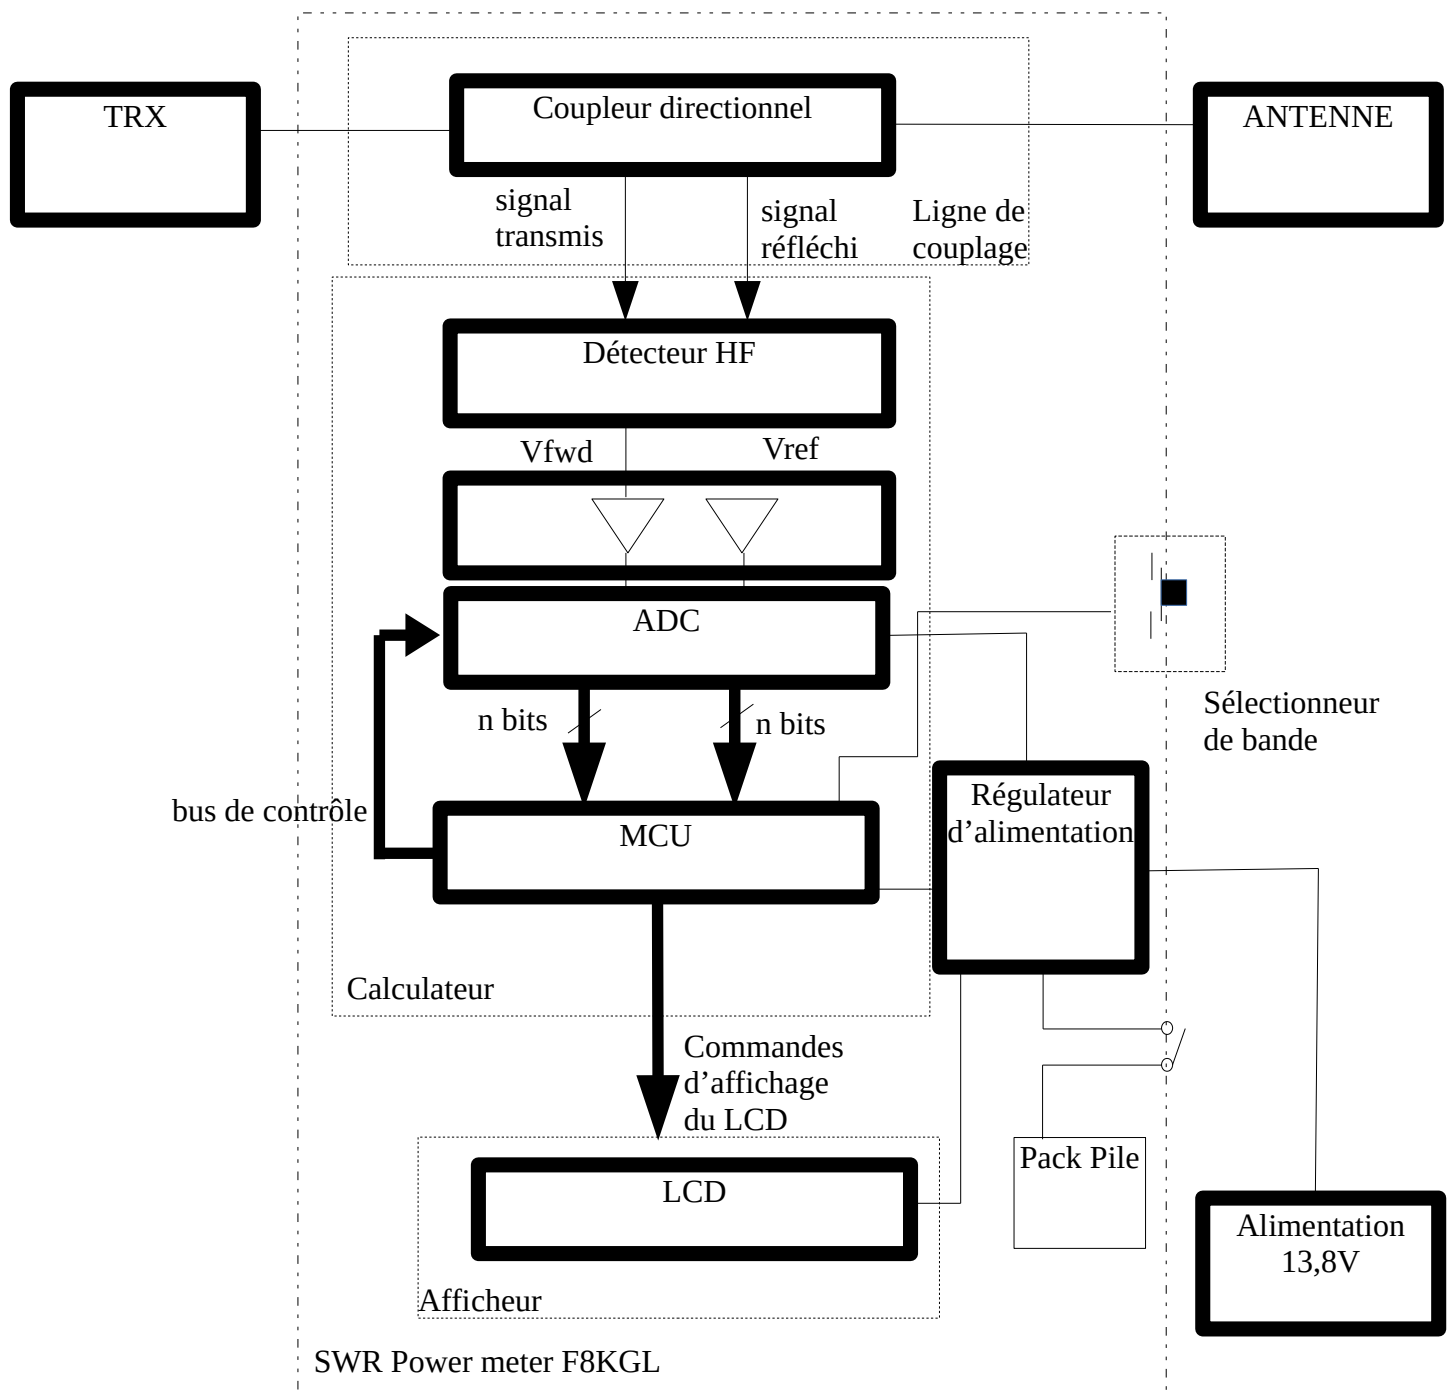 TRX
Coupleur directionnel
ANTENNE
signal
transmis
signal
réfléchi
Ligne de
couplage
Détecteur HF
Vfwd
Vref
ADC
n bits
n bits
Sélectionneur
de bande
bus de contrôle
MCU
Régulateur
d’alimentation
Calculateur
Commandes
d’affichage
du LCD
Pack Pile
LCD
Alimentation
13,8V
Afficheur
SWR Power meter F8KGL